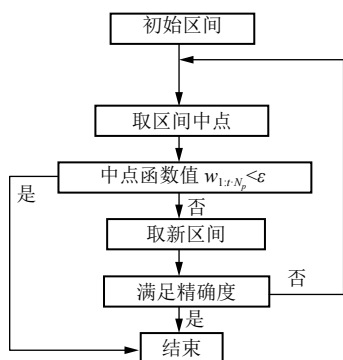 初始区间
取区间中点
中点函数值 w₁:t·Nₚ<ε
是
否
取新区间
满足精确度
否
是
结束